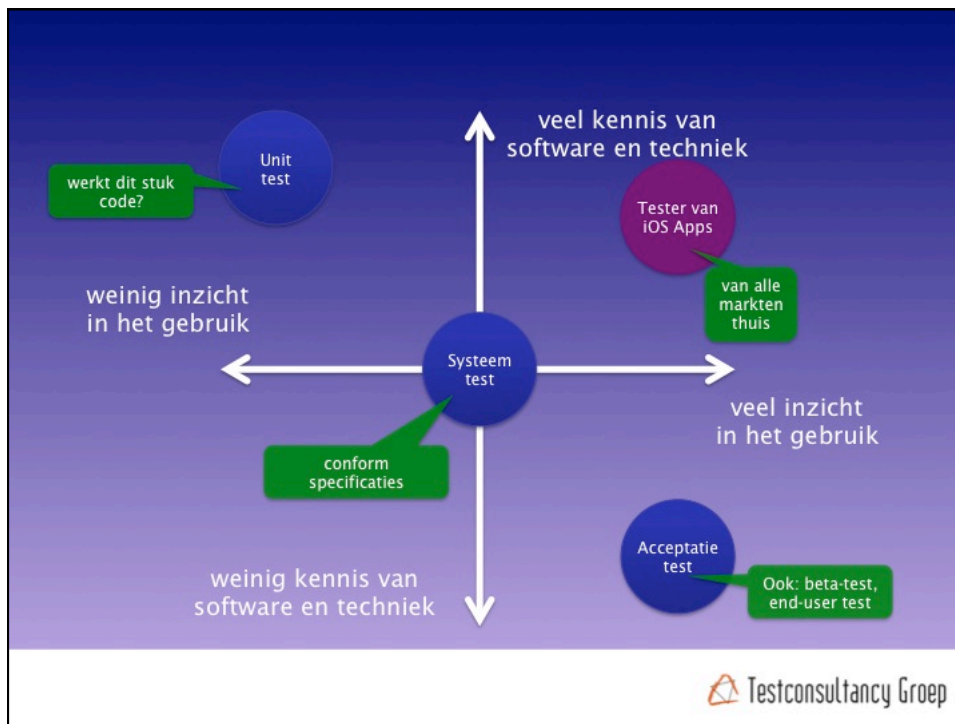 veel kennis van
software en techniek
Unit
test
werkt dit stuk
code?
Tester van
iOS Apps
van alle
markten
thuis
weinig inzicht
in het gebruik
Systeem
test
veel inzicht
in het gebruik
conform
specificaties
Acceptatie
test
Ook: beta-test,
end-user test
weinig kennis van
software en techniek
Testconsultancy Groep